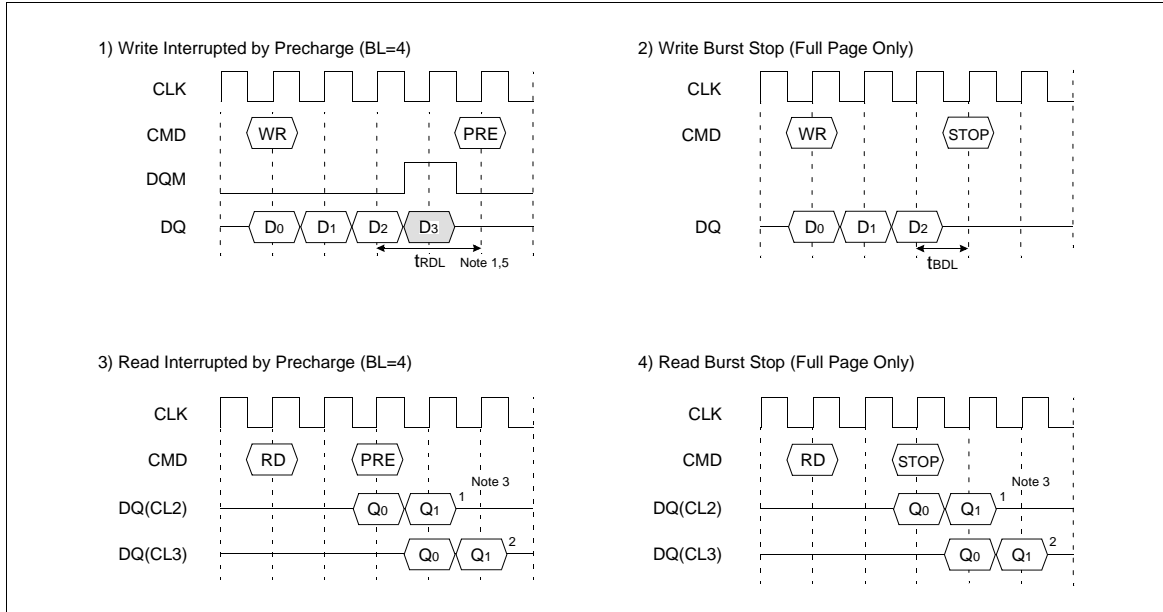 1) Write Interrupted by Precharge (BL=4)
CLK
CMD WR PRE
DQM
DQ D0 D1 D2 D3
tRDL Note 1,5
2) Write Burst Stop (Full Page Only)
CLK
CMD WR STOP
DQ D0 D1 D2
tBDL
3) Read Interrupted by Precharge (BL=4)
CLK
CMD RD PRE
Note 3
DQ(CL2) Q0 Q1 1
DQ(CL3) Q0 Q1 2
4) Read Burst Stop (Full Page Only)
CLK
CMD RD STOP
Note 3
DQ(CL2) Q0 Q1 1
DQ(CL3) Q0 Q1 2